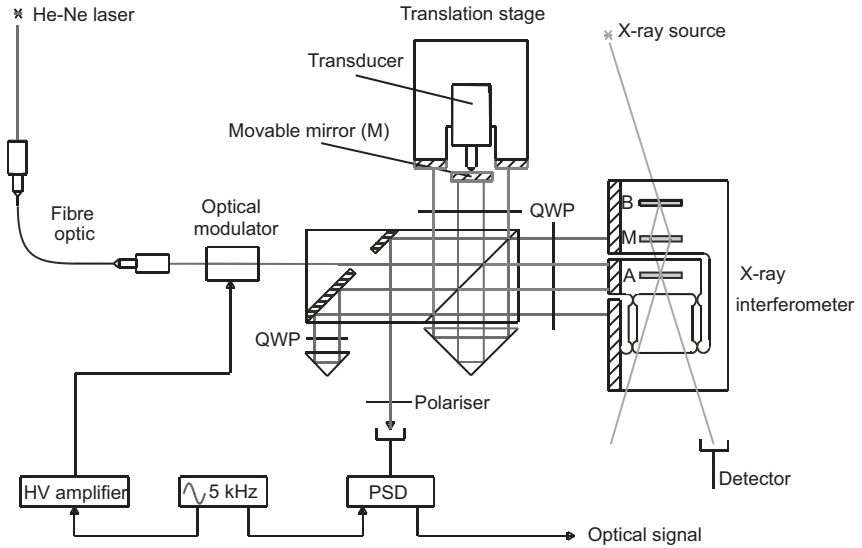 He-Ne laser
Translation stage
X-ray source
Transducer
Movable mirror (M)
Fibre
optic
Optical
modulator
QWP
B
M
A
X-ray
interferometer
QWP
Polariser
HV amplifier
5 kHz
PSD
Detector
Optical signal